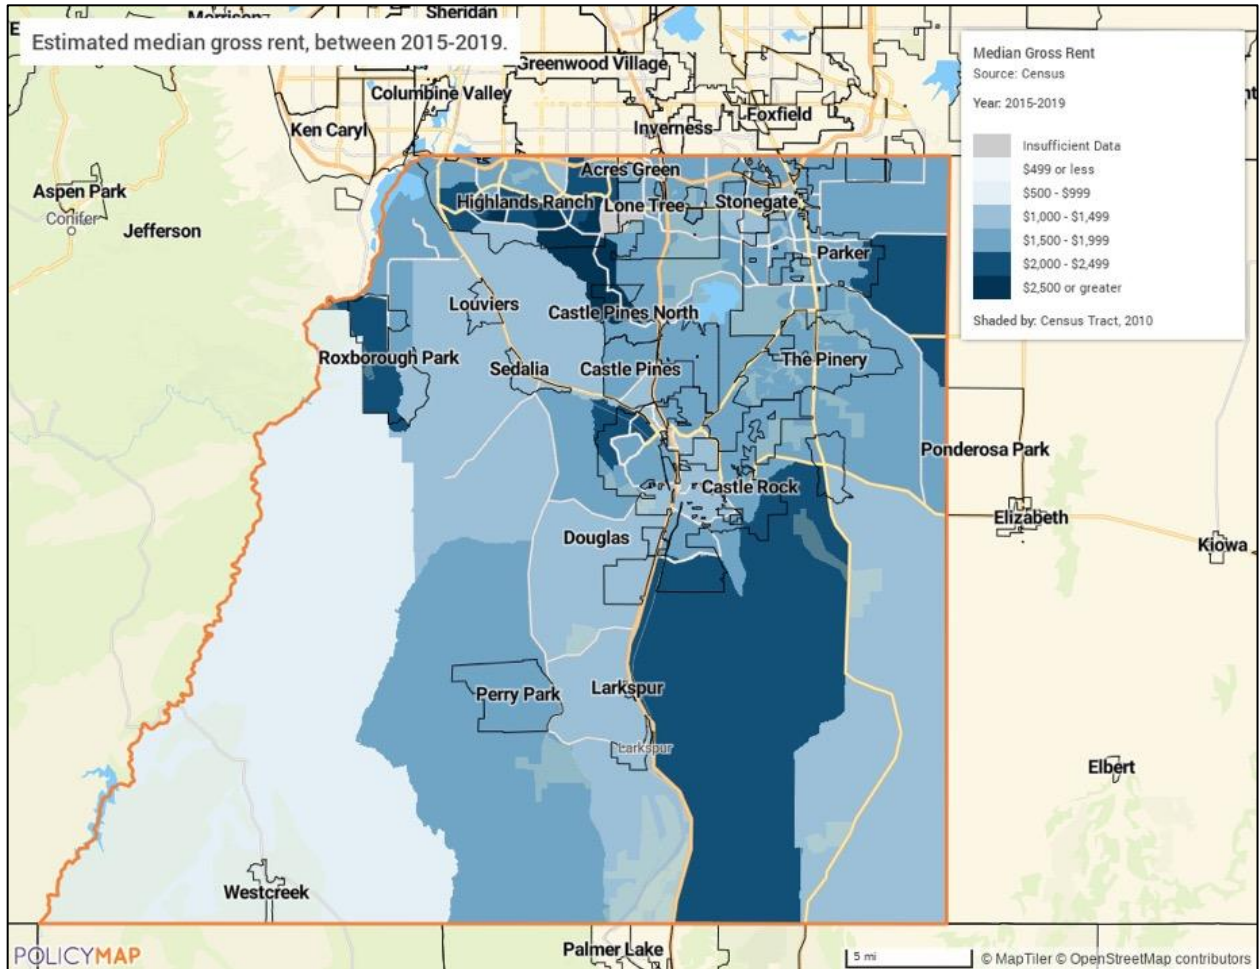 Morrison
Sheridan
E
Estimated median gross rent, between 2015-2019.
Greenwood Village
Columbine Valley
Foxfield
Ken Caryl
Inverness
Median Gross Rent
Source: Census
Year: 2015-2019
Insufficient Data
$499 or less
$500 - $999
$1,000 - $1,499
$1,500 - $1,999
$2,000 - $2,499
$2,500 or greater
Shaded by: Census Tract, 2010
nt
Acres Green
Aspen Park
Conifer
Highlands Ranch
Lone Tree
Stonegate
Jefferson
Parker
Louviers
Castle Pines North
Roxborough Park
Sedalia
Castle Pines
The Pinery
Ponderosa Park
Castle Rock
Elizabeth
Douglas
Kiowa
Perry Park
Larkspur
Larkspur
Elbert
Westcreek
Palmer Lake
POLICYMAP
5 mi
© MapTiler © OpenStreetMap contributors